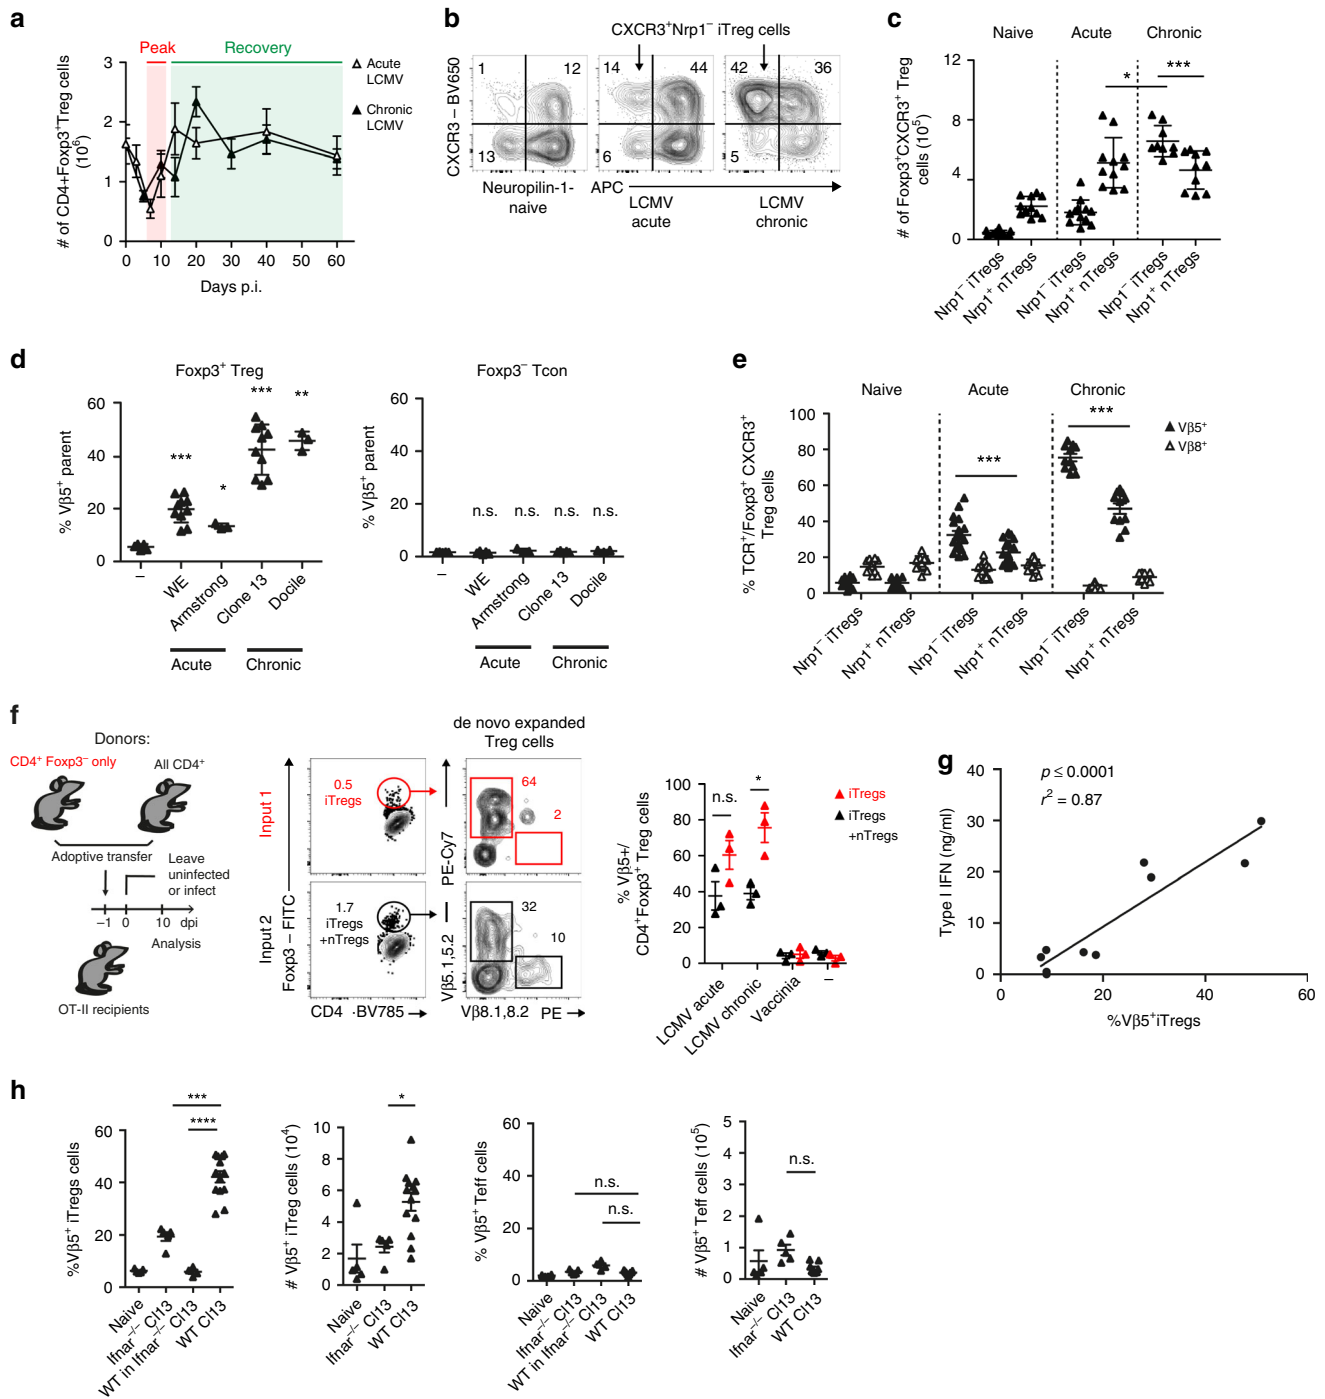 a
Peak
Recovery
# of CD4+Foxp3+Treg cells
(10⁶)
3
2
1
0
0 10 20 30 40 50 60
Days p.i.
Acute
LCMV
Chronic
LCMV
b
CXCR3⁺Nrp1⁻ iTreg cells
CXCR3 – BV650
1 12
13
14 44
6
42 36
5
Neuropilin-1- APC
naive
LCMV
acute
LCMV
chronic
c
Naive Acute Chronic
* ***
# of Foxp3⁺CXCR3⁺ Treg
cells (10⁵)
12
8
4
0
Nrp1⁻ iTregs
Nrp1⁺ nTregs
Nrp1⁻ iTregs
Nrp1⁺ nTregs
Nrp1⁻ iTregs
Nrp1⁺ nTregs
d
Foxp3⁺ Treg
% Vβ5⁺ parent
60
40
20
0
*** * *** **
–
WE
Armstrong
Clone 13
Docile
Acute Chronic
Foxp3⁻ Tcon
% Vβ5⁺ parent
60
40
20
0
n.s. n.s. n.s. n.s.
–
WE
Armstrong
Clone 13
Docile
Acute Chronic
e
Naive Acute Chronic
*** ***
% TCR⁺/Foxp3⁺ CXCR3⁺
Treg cells
100
80
60
40
20
0
Vβ5⁺
Vβ8⁺
Nrp1⁻ iTregs
Nrp1⁺ nTregs
Nrp1⁻ iTregs
Nrp1⁺ nTregs
Nrp1⁻ iTregs
Nrp1⁺ nTregs
f
Donors:
CD4⁺ Foxp3⁻ only
All CD4⁺
Adoptive transfer
Leave
uninfected
or infect
–1 0 10 dpi
Analysis
OT-II recipients
de novo expanded
Treg cells
Input 1
Input 2
0.5
iTregs
1.7
iTregs
+nTregs
Foxp3 – FITC
CD4 -BV785
64
2
32
10
Vβ5.1,5.2
PE-Cy7
Vβ8.1,8.2 PE
% Vβ5+/
CD4⁺Foxp3⁺ Treg cells
100
80
60
40
20
0
n.s. *
iTregs
iTregs
+nTregs
LCMV acute
LCMV chronic
Vaccinia
–
g
p ≤ 0.0001
r² = 0.87
Type I IFN (ng/ml)
40
30
20
10
0
0 20 40 60
%Vβ5⁺iTregs
h
***
****
%Vβ5⁺ iTregs cells
60
40
20
0
Naive
Ifnar⁻/⁻ Cl13
WT in Ifnar⁻/⁻ Cl13
WT Cl13
*
# Vβ5⁺ iTreg cells (10⁴)
10
8
6
4
2
0
Naive
Ifnar⁻/⁻ Cl13
WT Cl13
% Vβ5⁺ Teff cells
60
40
20
0
n.s.
n.s.
Naive
Ifnar⁻/⁻ Cl13
WT in Ifnar⁻/⁻ Cl13
WT Cl13
# Vβ5⁺ Teff cells (10⁵)
5
4
3
2
1
0
n.s.
Naive
Ifnar⁻/⁻ Cl13
WT Cl13